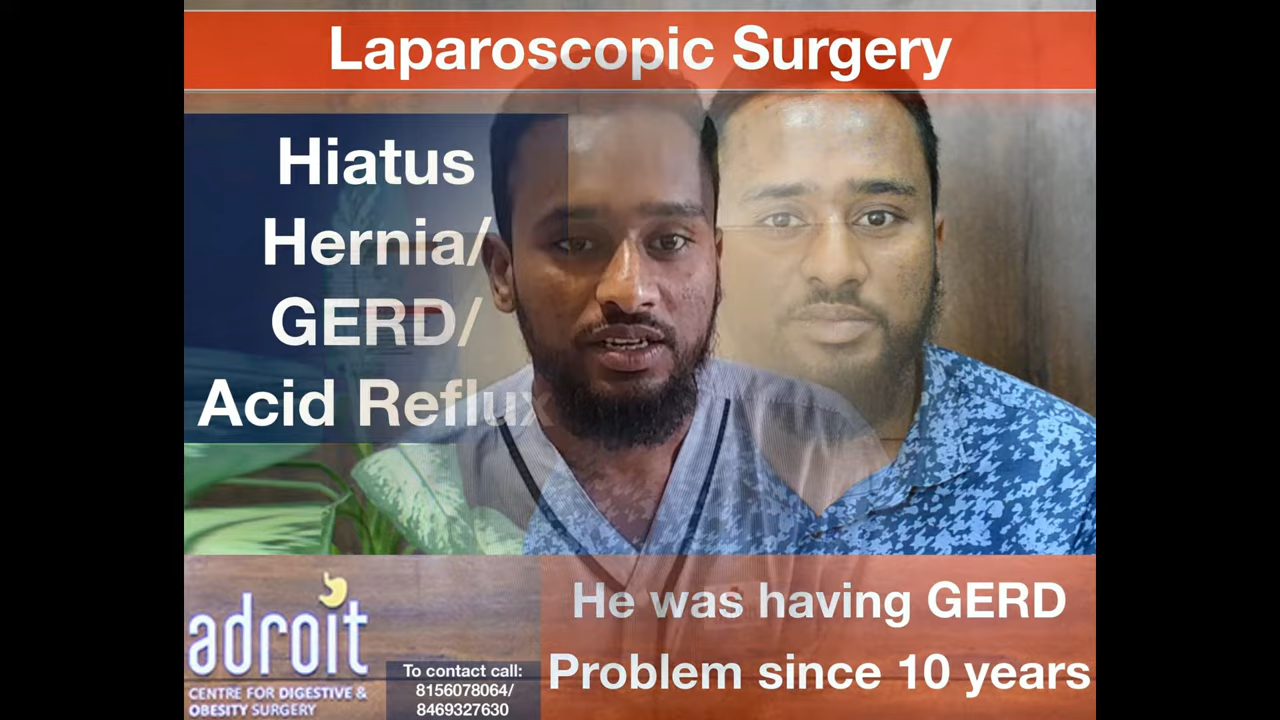 Laparoscopic Surgery
Hiatus
Hernia/
GERD/
Acid Reflux
adroit
CENTRE FOR DIGESTIVE &
OBESITY SURGERY
To contact call:
8156078064/
8469327630
He was having GERD
Problem since 10 years